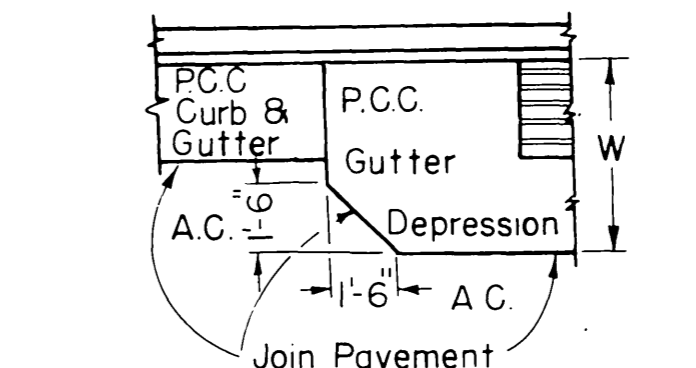 P.C.C
Curb &
Gutter
P.C.C.
Gutter
Depression
W
A.C.
1'-6"
1'-6"
A C.
Join Pavement